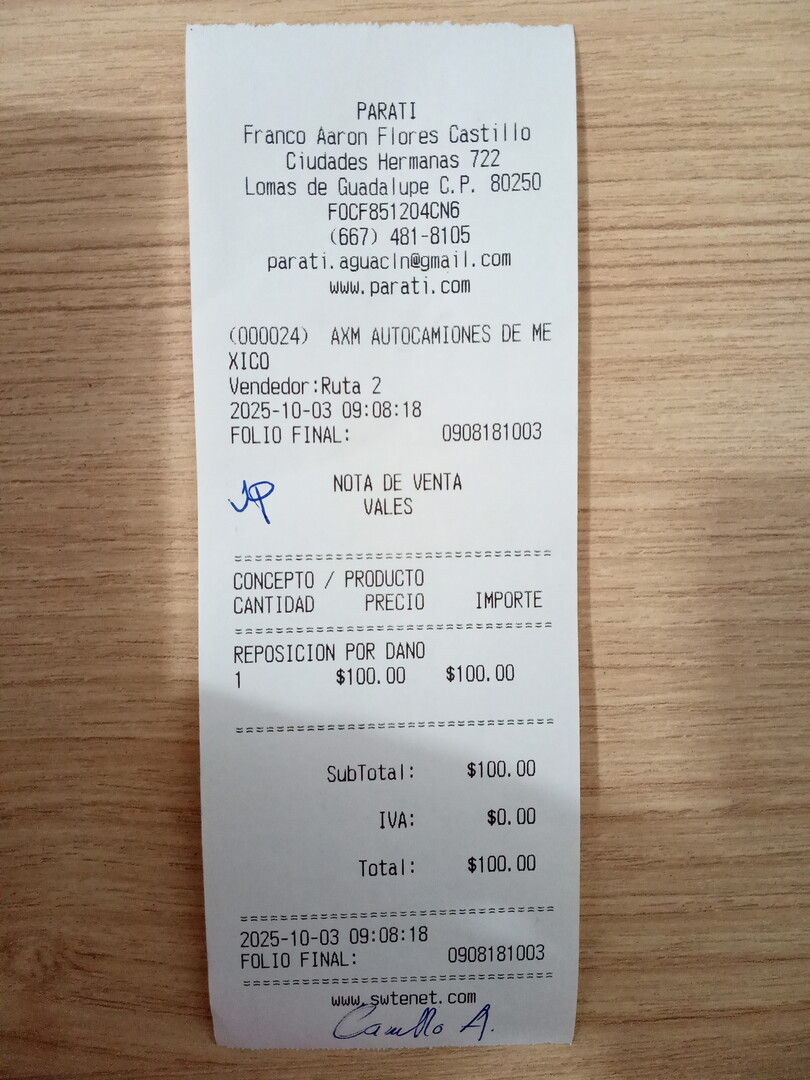 PARATI
Franco Aaron Flores Castillo
Ciudades Hermanas 722
Lomas de Guadalupe C.P. 80250
FOCF851204CN6
(667) 481-8105
parati.aguacln@gmail.com
www.parati.com
(000024) AXM AUTOCAMIONES DE ME
XICO
Vendedor:Ruta 2
2025-10-03 09:08:18
FOLIO FINAL: 0908181003
NOTA DE VENTA
VALES
==============================
CONCEPTO / PRODUCTO
CANTIDAD PRECIO IMPORTE
==============================
REPOSICION POR DANO
1 $100.00 $100.00
==============================
SubTotal: $100.00
IVA: $0.00
Total: $100.00
==============================
2025-10-03 09:08:18
FOLIO FINAL: 0908181003
==============================
www.swtenet.com